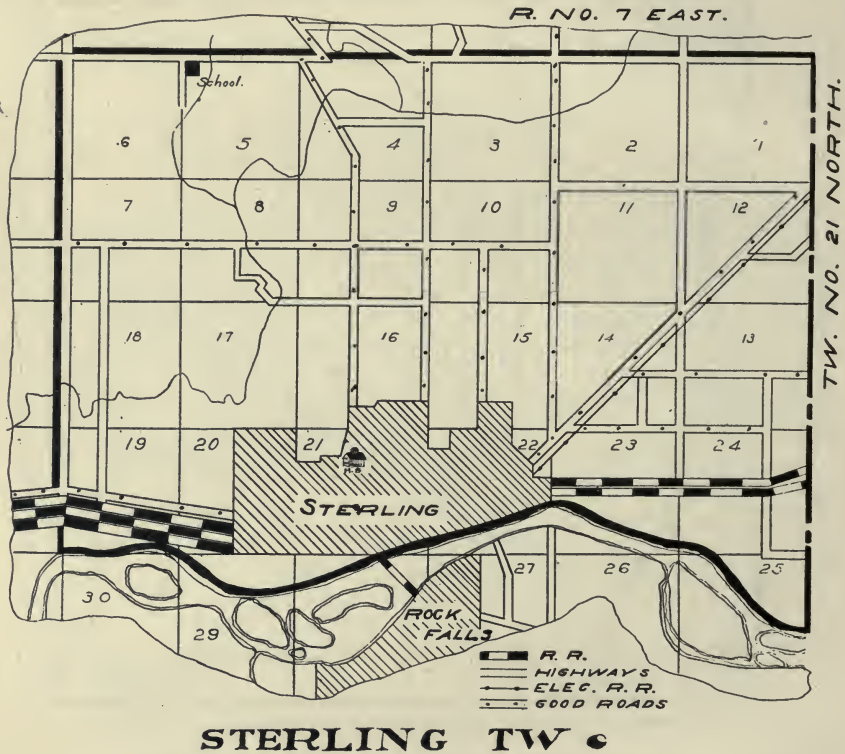 R. NO. 7 EAST.
TW. NO. 21 NORTH.
School.
6
5
4
3
2
1
7
8
9
10
11
12
18
17
16
15
14
13
19
20
21
22
23
24
H.S
STERLING
30
29
27
26
25
ROCK
FALLS
R. R.
HIGHWAYS
ELEC. R. R.
GOOD ROADS
STERLING TW